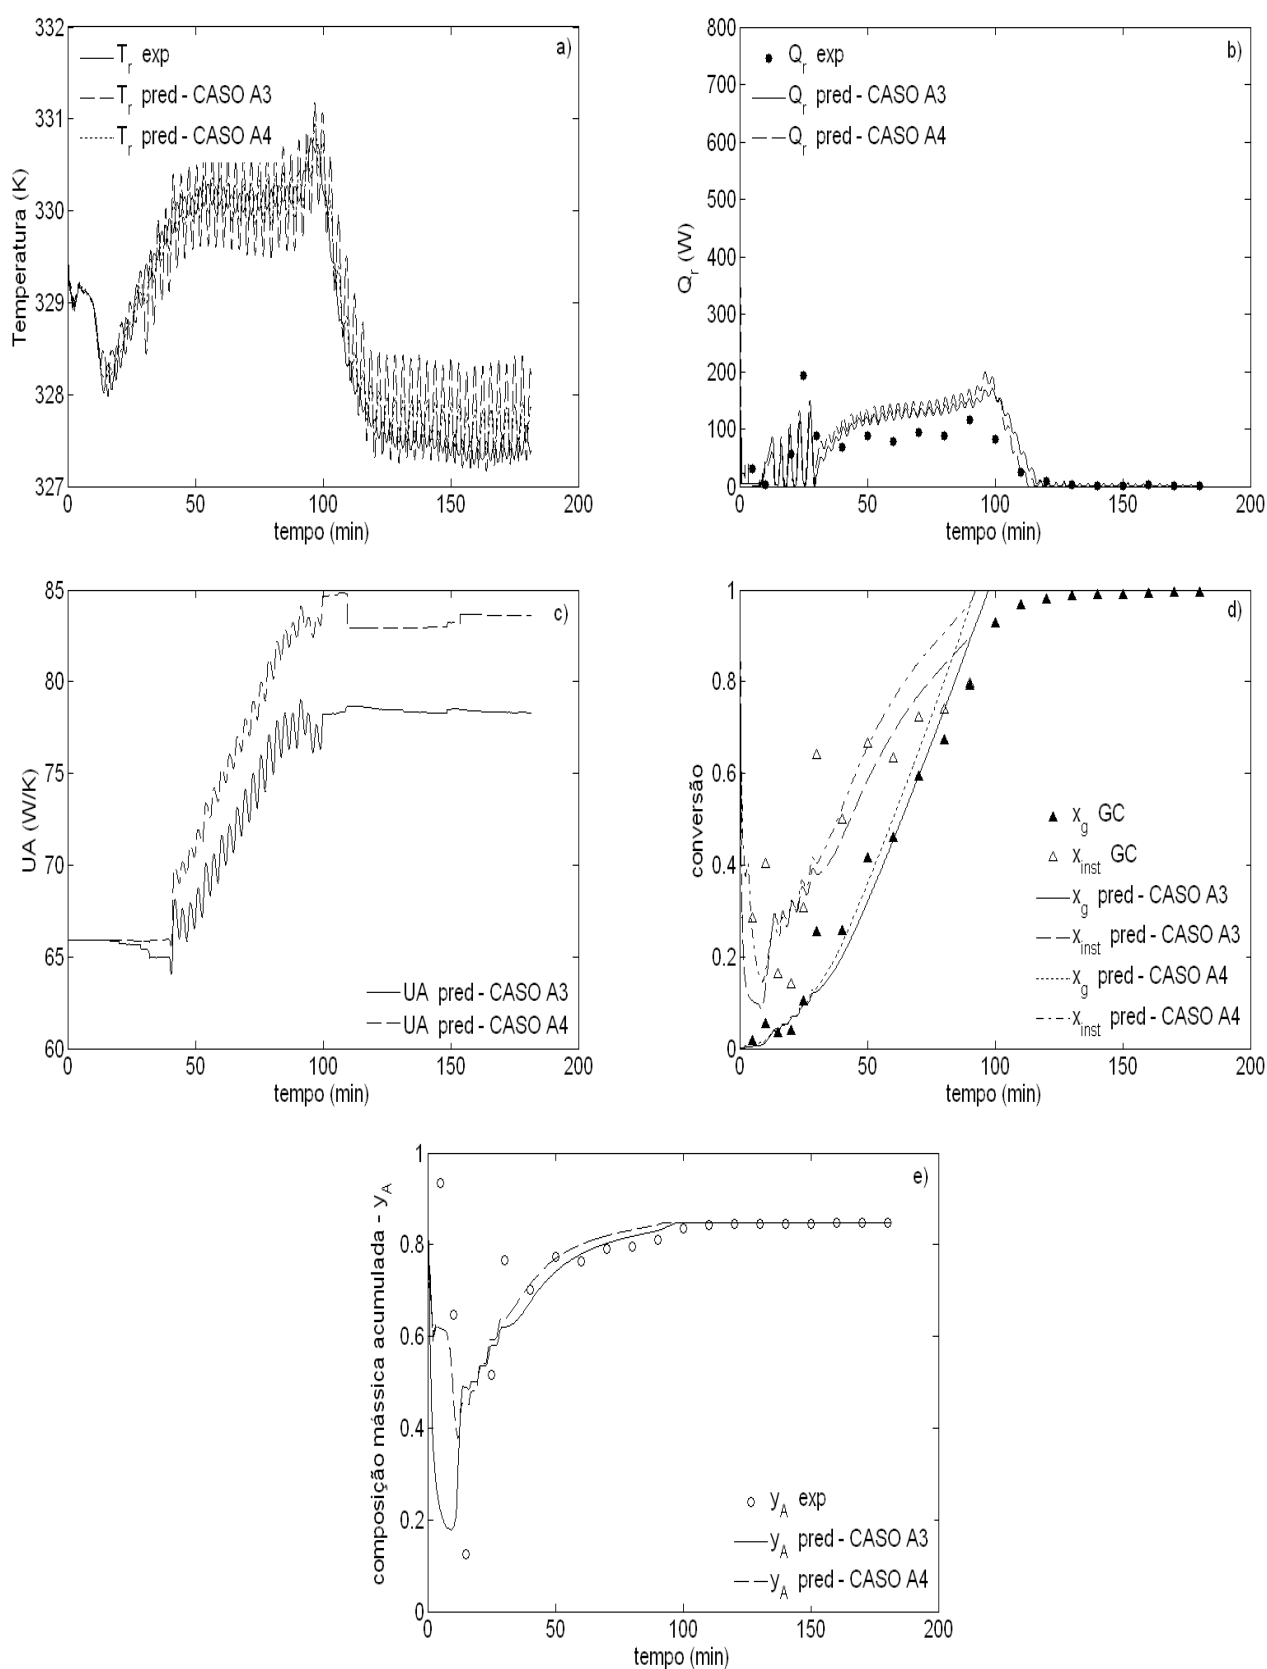 332
331
330
329
328
327
0
50
100
150
200
Temperatura (K)
tempo (min)
a)
T_r exp
T_r pred - CASO A3
T_r pred - CASO A4
800
700
600
500
400
300
200
100
0
0
50
100
150
200
Q_r (W)
tempo (min)
b)
Q_r exp
Q_r pred - CASO A3
Q_r pred - CASO A4
85
80
75
70
65
60
0
50
100
150
200
UA (W/K)
tempo (min)
c)
UA pred - CASO A3
UA pred - CASO A4
1
0.8
0.6
0.4
0.2
0
0
50
100
150
200
conversão
tempo (min)
d)
x_g GC
x_inst GC
x_g pred - CASO A3
x_inst pred - CASO A3
x_g pred - CASO A4
x_inst pred - CASO A4
1
0.8
0.6
0.4
0.2
0
0
50
100
150
200
composição mássica acumulada - y_A
tempo (min)
e)
y_A exp
y_A pred - CASO A3
y_A pred - CASO A4